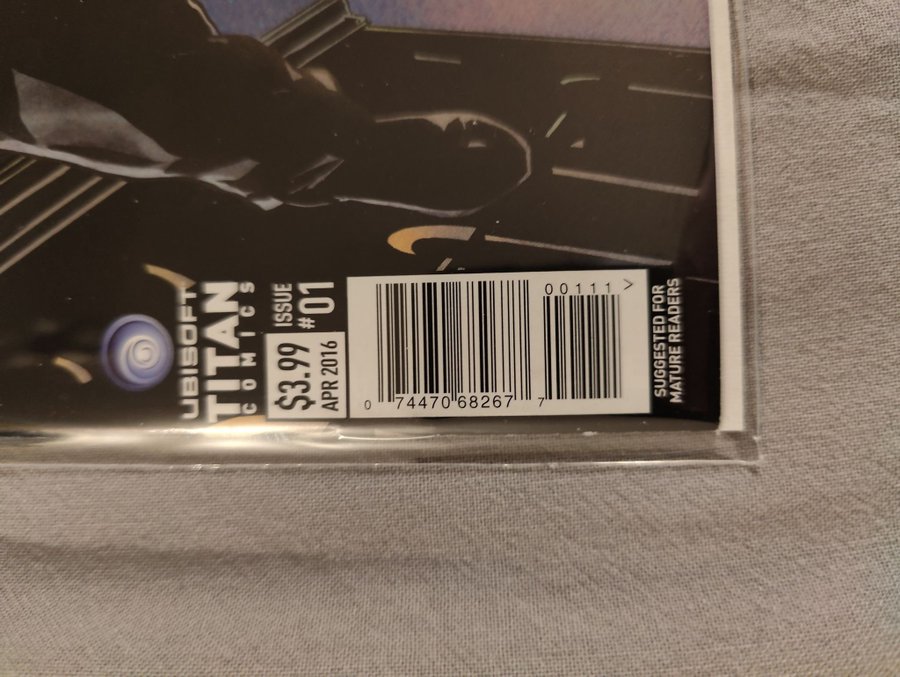 UBISOFT
TITAN
COMICS
$3.99
APR 2016
ISSUE
#01
0 74470 68267 7
00111 >
SUGGESTED FOR
MATURE READERS